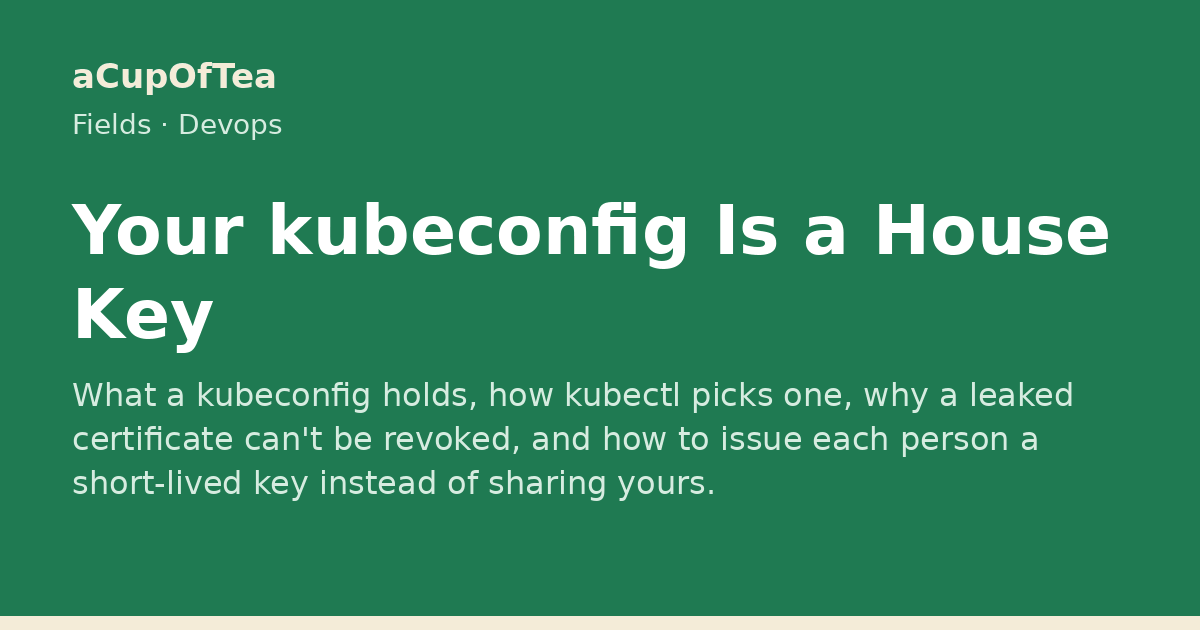 aCupOfTea
Fields · Devops
Your kubeconfig Is a House
Key
What a kubeconfig holds, how kubectl picks one, why a leaked
certificate can't be revoked, and how to issue each person a
short-lived key instead of sharing yours.